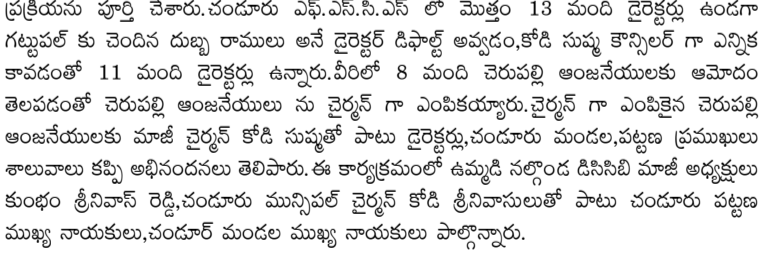 ప్రక్రియను పూర్తి చేశారు.చండూరు ఎఫ్.ఎస్.సి.ఎస్ లో మొత్తం 13 మంది డైరెక్టర్లు ఉండగా
గట్టుపల్ కు చెందిన దుబ్బ రాములు అనే డైరెక్టర్ డిఫాల్ట్ అవ్వడం,కోడి సుష్మ కౌన్సిలర్ గా ఎన్నిక
కావడంతో 11 మంది డైరెక్టర్లు ఉన్నారు.వీరిలో 8 మంది చెరుపల్లి ఆంజనేయులకు ఆమోదం
తెలపడంతో చెరుపల్లి ఆంజనేయులు ను చైర్మన్ గా ఎంపికయ్యారు.చైర్మన్ గా ఎంపికైన చెరుపల్లి
ఆంజనేయులకు మాజీ చైర్మన్ కోడి సుష్మతో పాటు డైరెక్టర్లు,చండూరు మండల,పట్టణ ప్రముఖులు
శాలువాలు కప్పి అభినందనలు తెలిపారు.ఈ కార్యక్రమంలో ఉమ్మడి నల్గొండ డిసిసిబి మాజీ అధ్యక్షులు
కుంభం శ్రీనివాస్ రెడ్డి,చండూరు మున్సిపల్ చైర్మన్ కోడి శ్రీనివాసులుతో పాటు చండూరు పట్టణ
ముఖ్య నాయకులు,చండూర్ మండల ముఖ్య నాయకులు పాల్గొన్నారు.